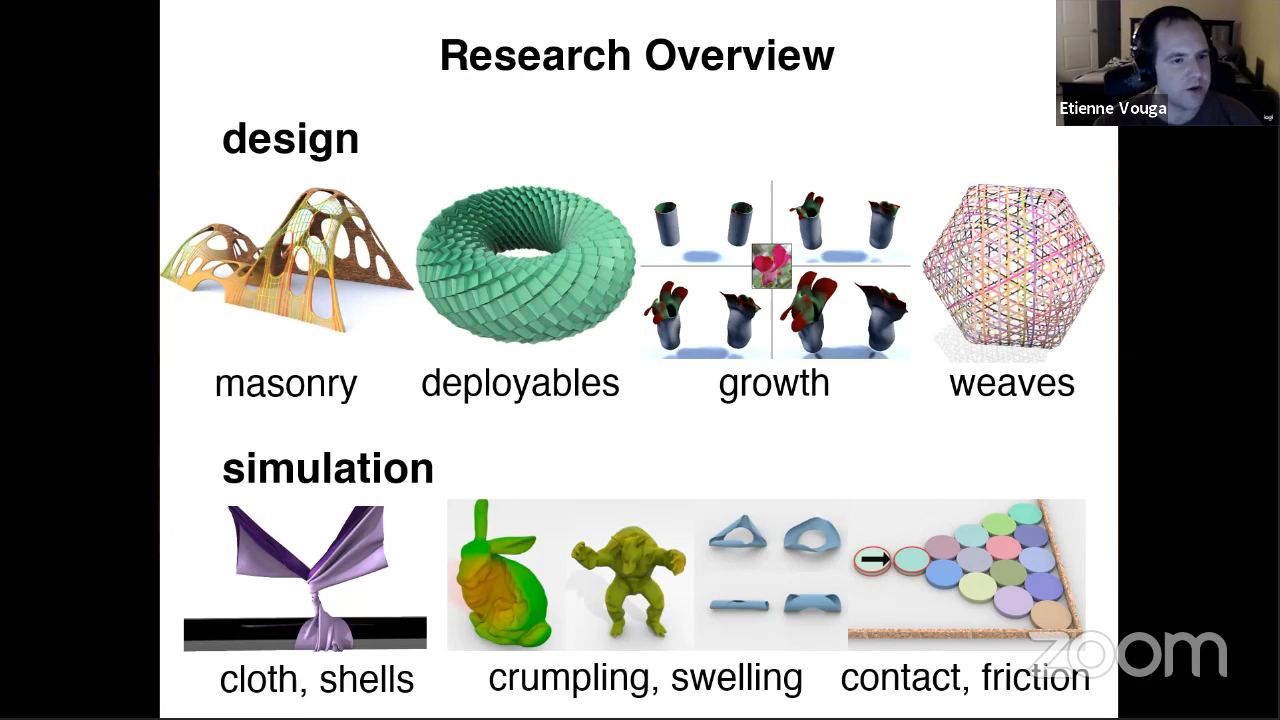 Research Overview
Etienne Vouga
design
masonry
deployables
growth
weaves
simulation
cloth, shells
crumpling, swelling
contact, friction
zoom